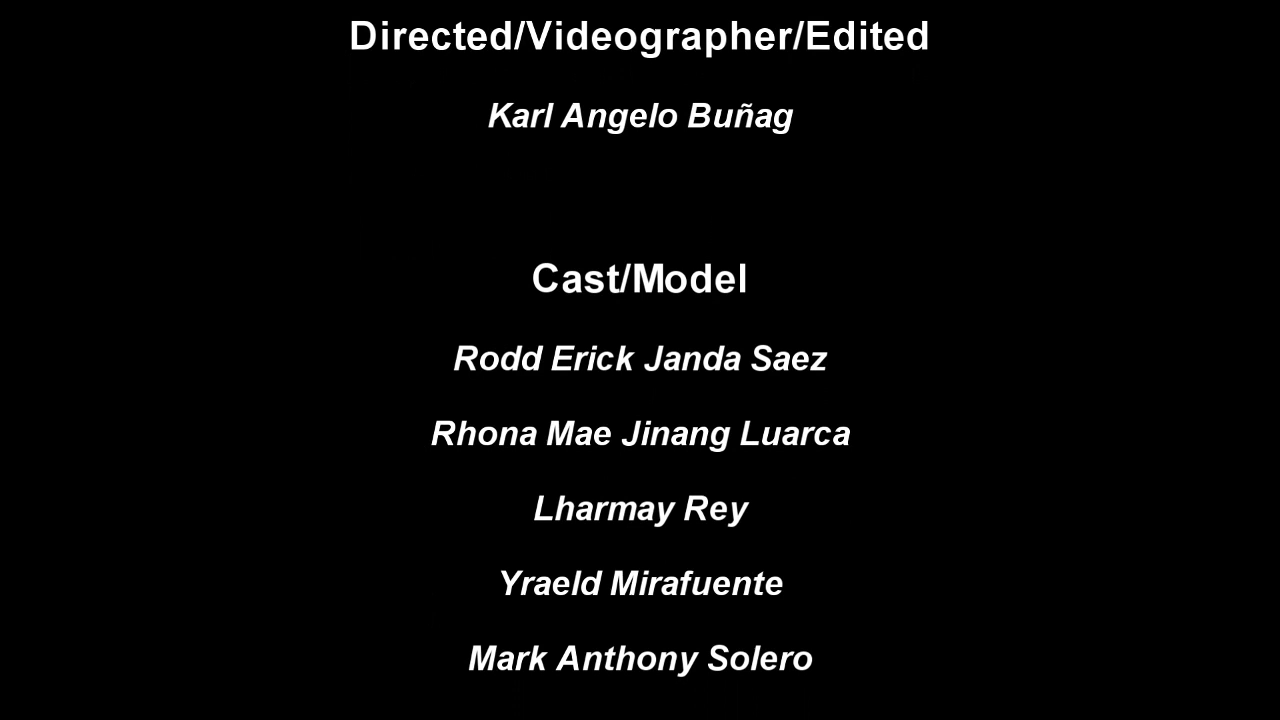 Directed/Videographer/Edited
Karl Angelo Buñag
Cast/Model
Rodd Erick Janda Saez
Rhona Mae Jinang Luarca
Lharmay Rey
Yraeld Mirafuente
Mark Anthony Solero